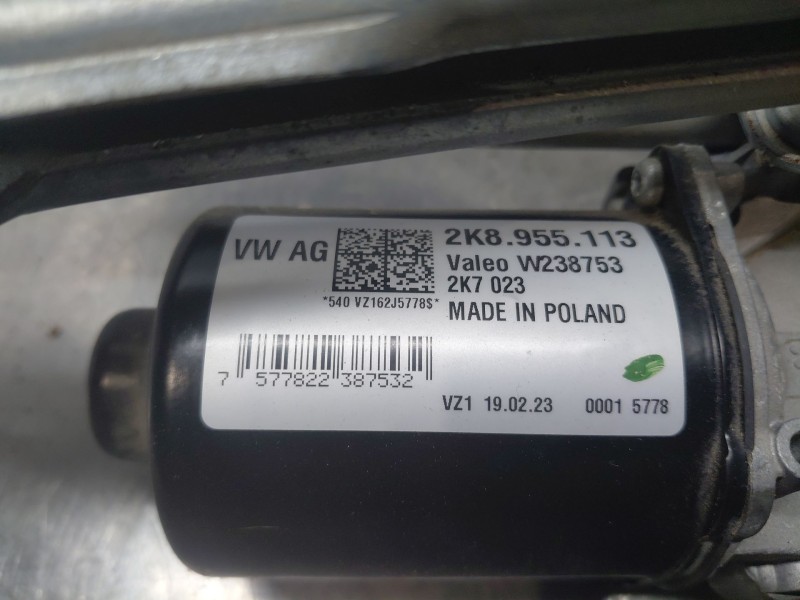 VW AG
2K8.955.113
Valeo W238753
2K7 023
*540 VZ162J5778$*
MADE IN POLAND
7 577822 387532
VZ1 19.02.23 0001 5778